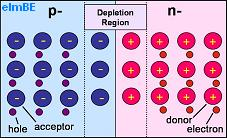 elmBE
p-
Depletion
Region
n-
hole
acceptor
donor
electron